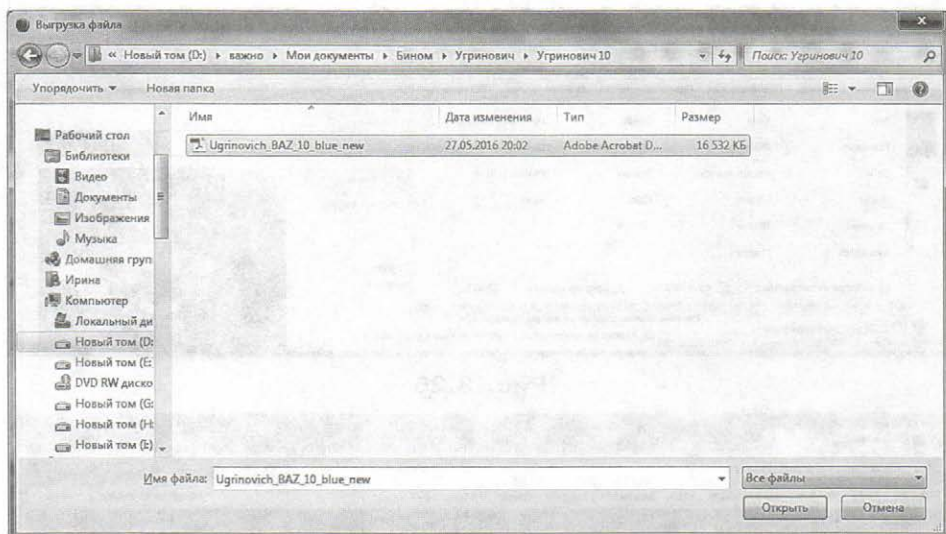 Выгрузка файла
« Новый том (D:) ▸ важно ▸ Мои документы ▸ Бином ▸ Угринович ▸ Угринович 10
Поиск: Угринович 10
Упорядочить Новая папка
Имя Дата изменения Тип Размер
Ugrinovich_BAZ_10_blue_new 27.05.2016 20:02 Adobe Acrobat D... 16 532 КБ
Рабочий стол
Библиотеки
Видео
Документы
Изображения
Музыка
Домашняя груп
Ирина
Компьютер
Локальный ди
Новый том (D:
Новый том (E:
DVD RW диско
Новый том (G:
Новый том (H:
Новый том (E)
Имя файла: Ugrinovich_BAZ_10_blue_new Все файлы
Открыть Отмена